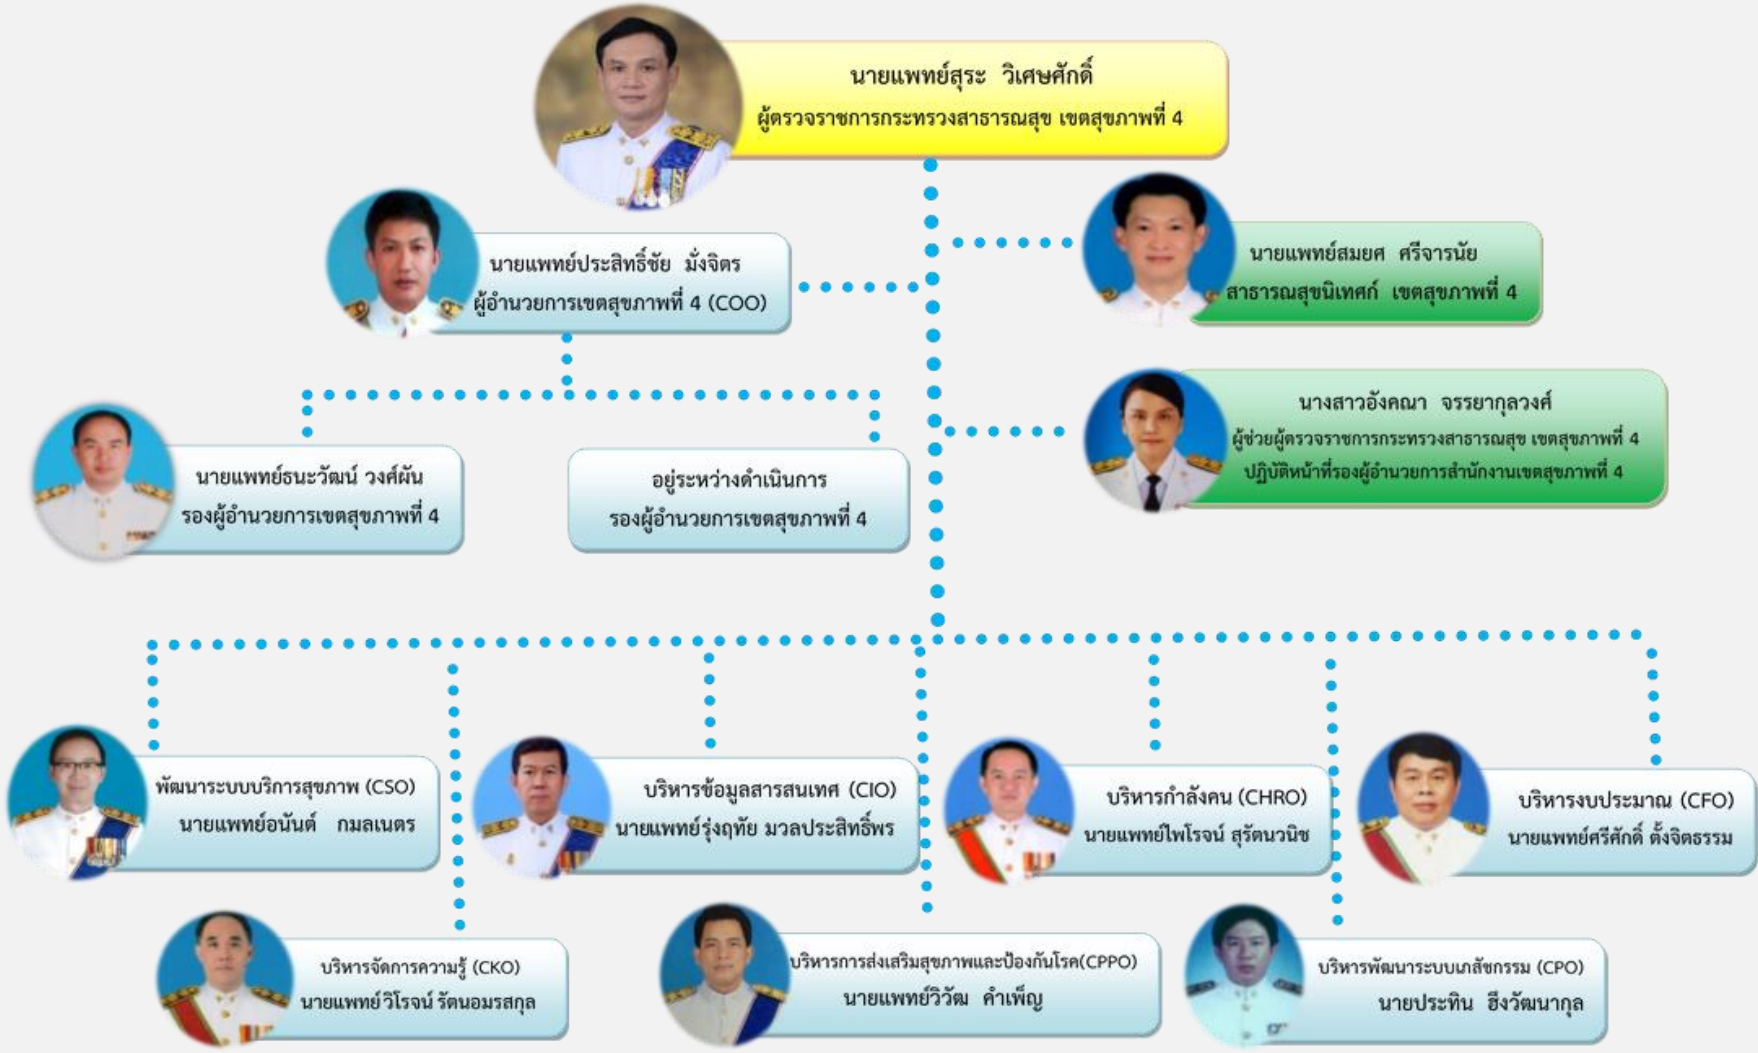 นายแพทย์สุระ วิเศษศักดิ์
ผู้ตรวจราชการกระทรวงสาธารณสุข เขตสุขภาพที่ 4
นายแพทย์ประสิทธิ์ชัย มั่งจิตร
ผู้อำนวยการเขตสุขภาพที่ 4 (COO)
นายแพทย์สมยศ ศรีจารนัย
สาธารณสุขนิเทศก์ เขตสุขภาพที่ 4
นางสาวอังคณา จรรยากุลวงศ์
ผู้ช่วยผู้ตรวจราชการกระทรวงสาธารณสุข เขตสุขภาพที่ 4
ปฏิบัติหน้าที่รองผู้อำนวยการสำนักงานเขตสุขภาพที่ 4
นายแพทย์ธนะวัฒน์ วงศ์ผัน
รองผู้อำนวยการเขตสุขภาพที่ 4
อยู่ระหว่างดำเนินการ
รองผู้อำนวยการเขตสุขภาพที่ 4
พัฒนาระบบบริการสุขภาพ (CSO)
นายแพทย์อนันต์ กมลเนตร
บริหารข้อมูลสารสนเทศ (CIO)
นายแพทย์รุ่งฤทัย มวลประสิทธิ์พร
บริหารกำลังคน (CHRO)
นายแพทย์ไพโรจน์ สุรัตนวนิช
บริหารงบประมาณ (CFO)
นายแพทย์ศรีศักดิ์ ตั้งจิตธรรม
บริหารจัดการความรู้ (CKO)
นายแพทย์วิโรจน์ รัตนอมรสกุล
บริหารการส่งเสริมสุขภาพและป้องกันโรค(CPPO)
นายแพทย์วิวัฒ คำเพ็ญ
บริหารพัฒนาระบบเภสัชกรรม (CPO)
นายประทิน ฮึงวัฒนากุล